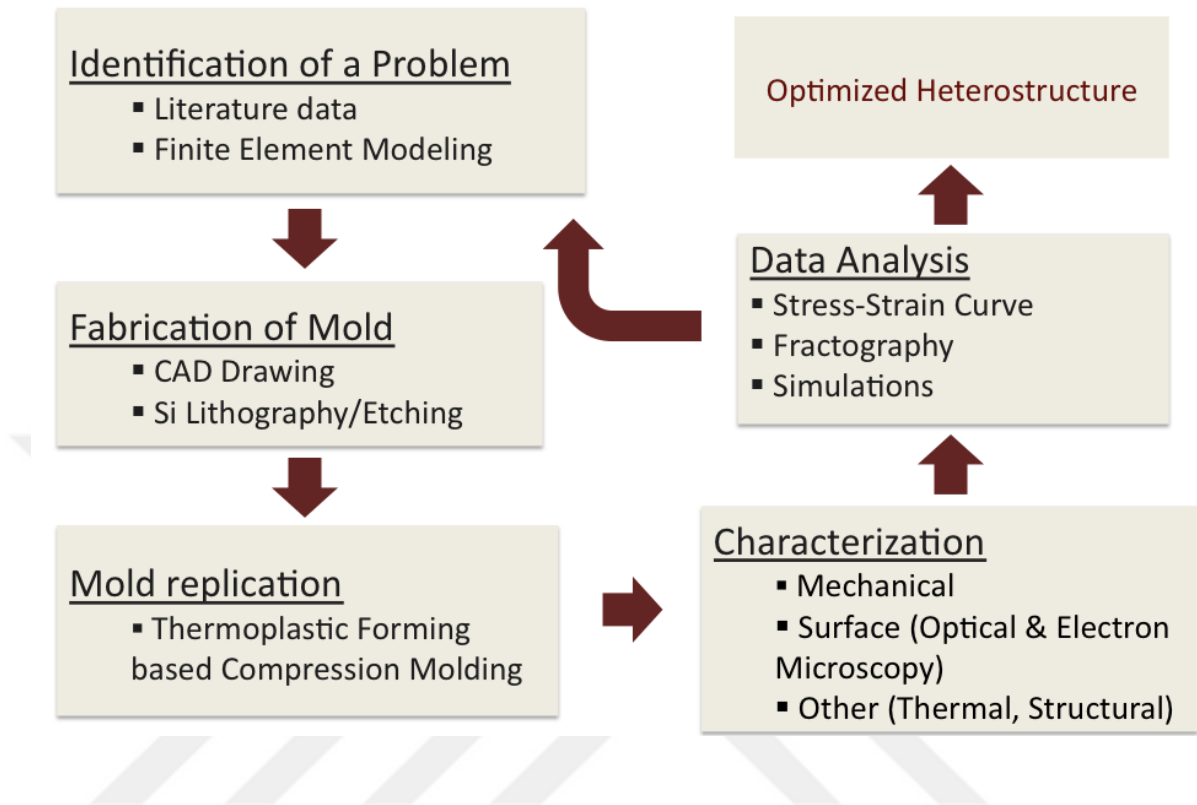 Identification of a Problem
▪ Literature data
▪ Finite Element Modeling
Fabrication of Mold
▪ CAD Drawing
▪ Si Lithography/Etching
Mold replication
▪ Thermoplastic Forming
based Compression Molding
Characterization
▪ Mechanical
▪ Surface (Optical & Electron
Microscopy)
▪ Other (Thermal, Structural)
Data Analysis
▪ Stress-Strain Curve
▪ Fractography
▪ Simulations
Optimized Heterostructure